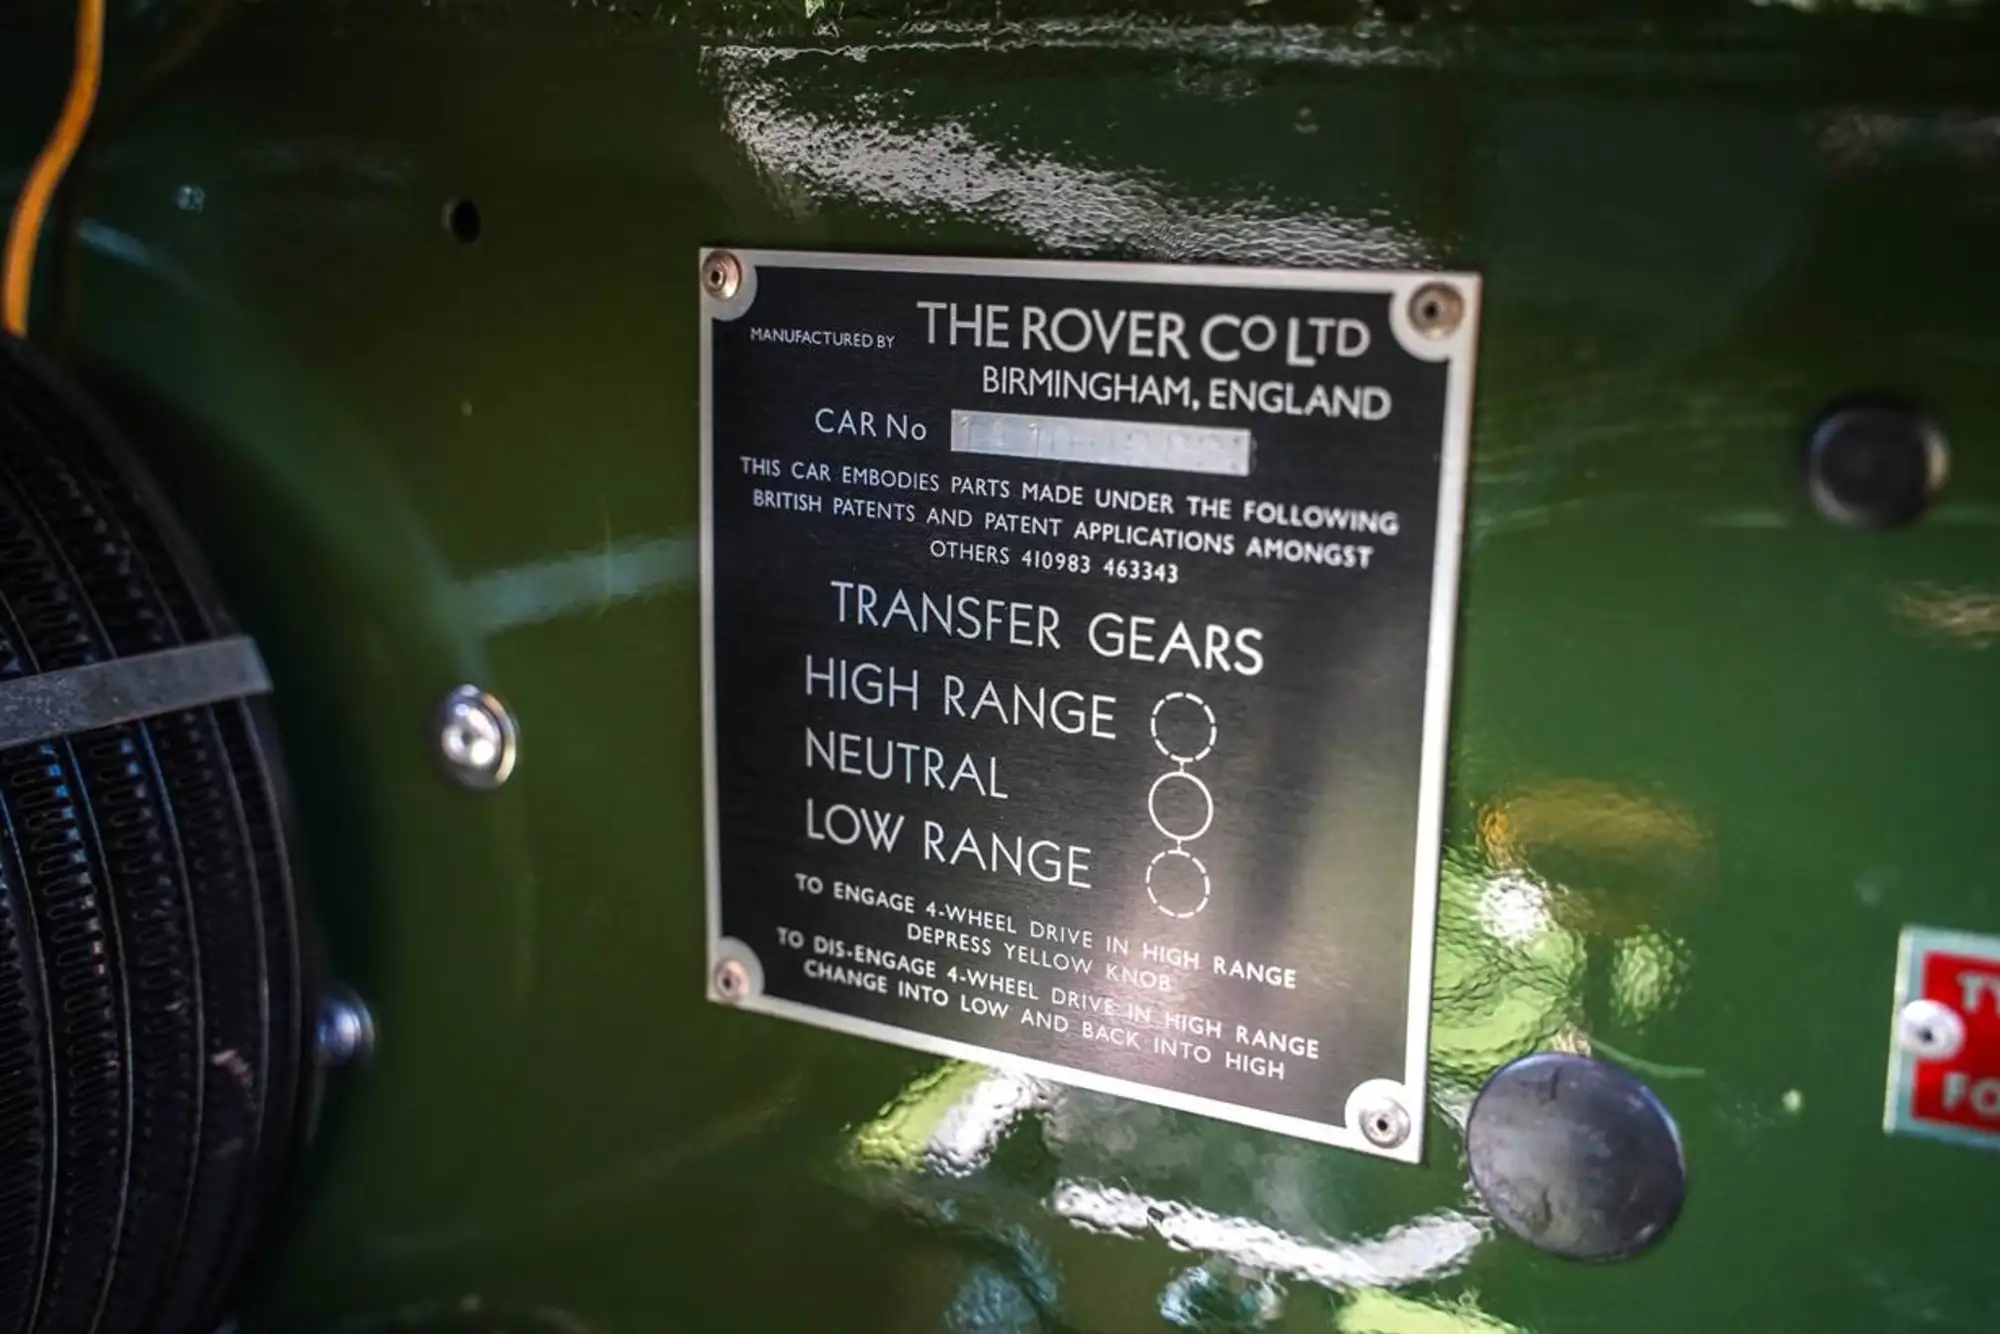 MANUFACTURED BY THE ROVER CO LTD
BIRMINGHAM, ENGLAND
CAR No
THIS CAR EMBODIES PARTS MADE UNDER THE FOLLOWING
BRITISH PATENTS AND PATENT APPLICATIONS AMONGST
OTHERS 410983 463343
TRANSFER GEARS
HIGH RANGE
NEUTRAL
LOW RANGE
TO ENGAGE 4-WHEEL DRIVE IN HIGH RANGE
DEPRESS YELLOW KNOB
TO DIS-ENGAGE 4-WHEEL DRIVE IN HIGH RANGE
CHANGE INTO LOW AND BACK INTO HIGH